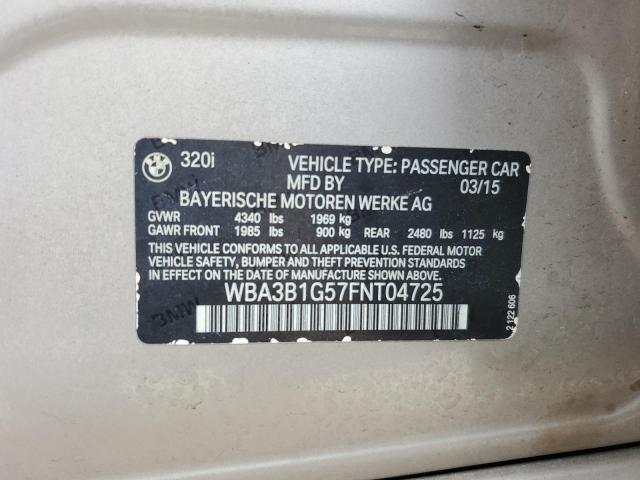 320i VEHICLE TYPE: PASSENGER CAR
MFD BY 03/15
BAYERISCHE MOTOREN WERKE AG
GVWR 4340 lbs 1969 kg
GAWR FRONT 1985 lbs 900 kg REAR 2480 lbs 1125 kg
THIS VEHICLE CONFORMS TO ALL APPLICABLE U.S. FEDERAL MOTOR
VEHICLE SAFETY, BUMPER AND THEFT PREVENTION STANDARDS
IN EFFECT ON THE DATE OF MANUFACTURE SHOWN ABOVE.
WBA3B1G57FNT04725
2 122 606
BMW